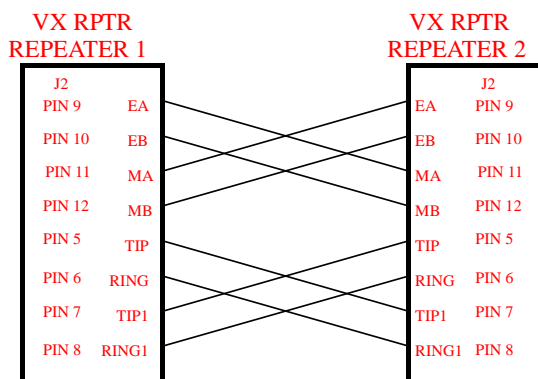 VX RPTR
REPEATER 1
J2
PIN 9 EA
PIN 10 EB
PIN 11 MA
PIN 12 MB
PIN 5 TIP
PIN 6 RING
PIN 7 TIP1
PIN 8 RING1
VX RPTR
REPEATER 2
J2
EA PIN 9
EB PIN 10
MA PIN 11
MB PIN 12
TIP PIN 5
RING PIN 6
TIP1 PIN 7
RING1 PIN 8